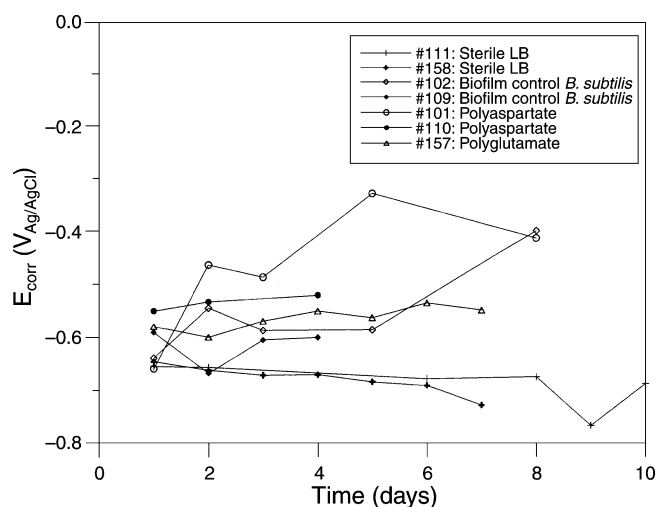 0.0
−0.2
−0.4
−0.6
−0.8
E_corr (V_Ag/AgCl)
#111: Sterile LB
#158: Sterile LB
#102: Biofilm control B. subtilis
#109: Biofilm control B. subtilis
#101: Polyaspartate
#110: Polyaspartate
#157: Polyglutamate
0 2 4 6 8 10
Time (days)